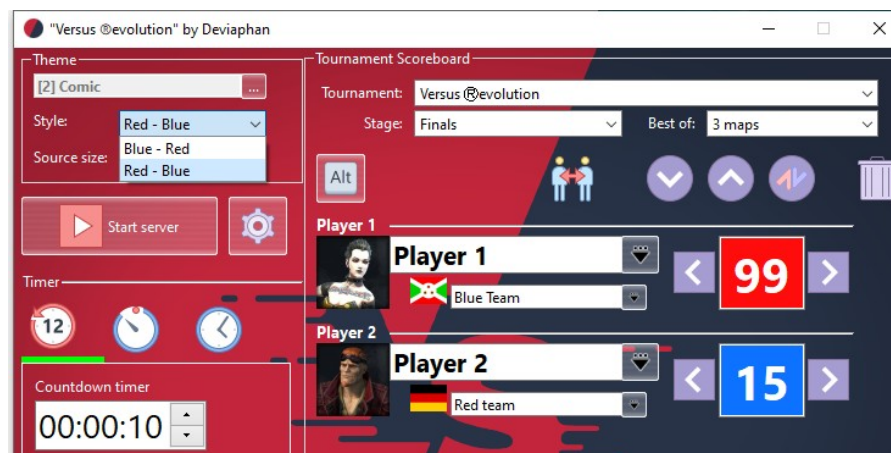 "Versus ®evolution" by Deviaphan
Theme
[2] Comic
...
Style:
Red - Blue
Blue - Red
Red - Blue
Source size:
Start server
Timer
12
Countdown timer
00:00:10
Tournament Scoreboard
Tournament:
Versus ®evolution
Stage:
Finals
Best of:
3 maps
Alt
Player 1
Player 1
Blue Team
99
Player 2
Player 2
Red team
15